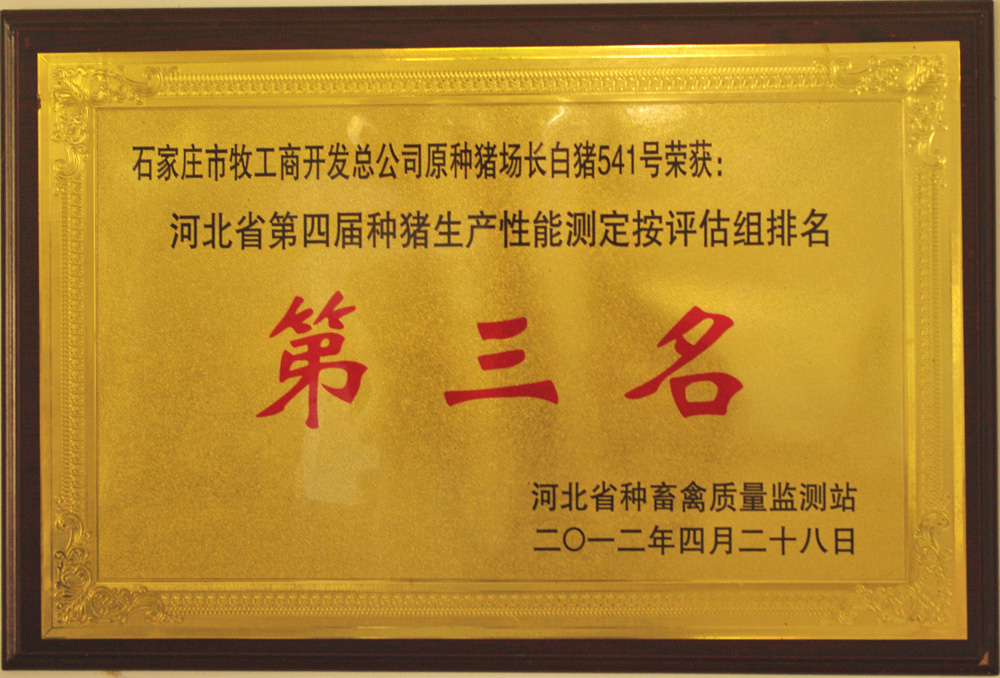 石家庄市牧工商开发总公司原种猪场长白猪541号荣获：
河北省第四届种猪生产性能测定按评估组排名
第三名
河北省种畜禽质量监测站
二〇一二年四月二十八日